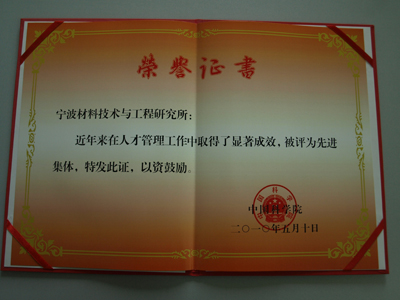 荣誉证书
宁波材料技术与工程研究所：
近年来在人才管理工作中取得了显著成效，被评为先进
集体，特发此证，以资鼓励。
中国科学院
二〇一〇年五月十日